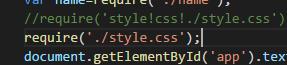 var name=require('./name');
//require('style!css!./style.css')
require('./style.css');
document.getElementById('app').tex